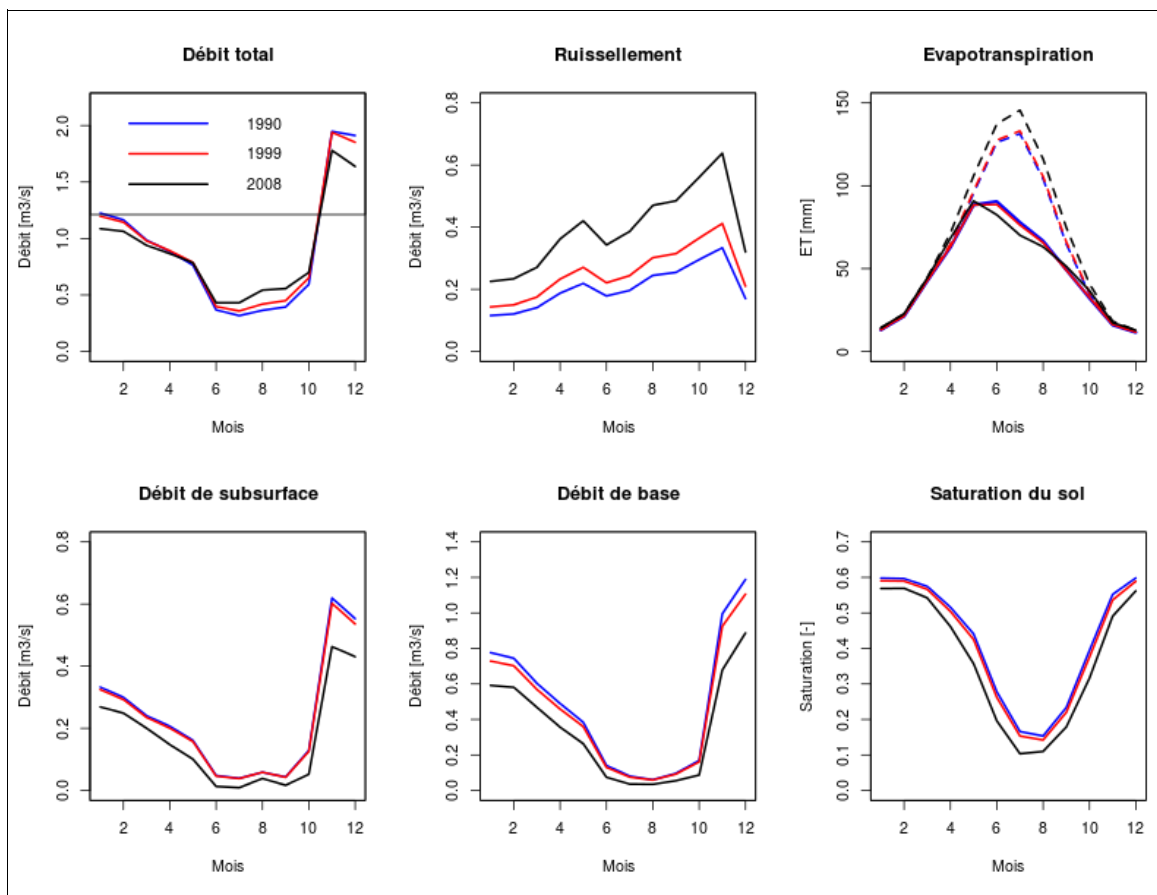 Débit total
Débit [m3/s]
0.0
0.5
1.0
1.5
2.0
1990
1999
2008
2 4 6 8 10 12
Mois
Ruissellement
Débit [m3/s]
0.0
0.2
0.4
0.6
0.8
2 4 6 8 10 12
Mois
Evapotranspiration
ET [mm]
0
50
100
150
2 4 6 8 10 12
Mois
Débit de subsurface
Débit [m3/s]
0.0
0.2
0.4
0.6
0.8
2 4 6 8 10 12
Mois
Débit de base
Débit [m3/s]
0.0
0.2
0.4
0.6
0.8
1.0
1.2
1.4
2 4 6 8 10 12
Mois
Saturation du sol
Saturation [-]
0.0
0.1
0.2
0.3
0.4
0.5
0.6
0.7
2 4 6 8 10 12
Mois